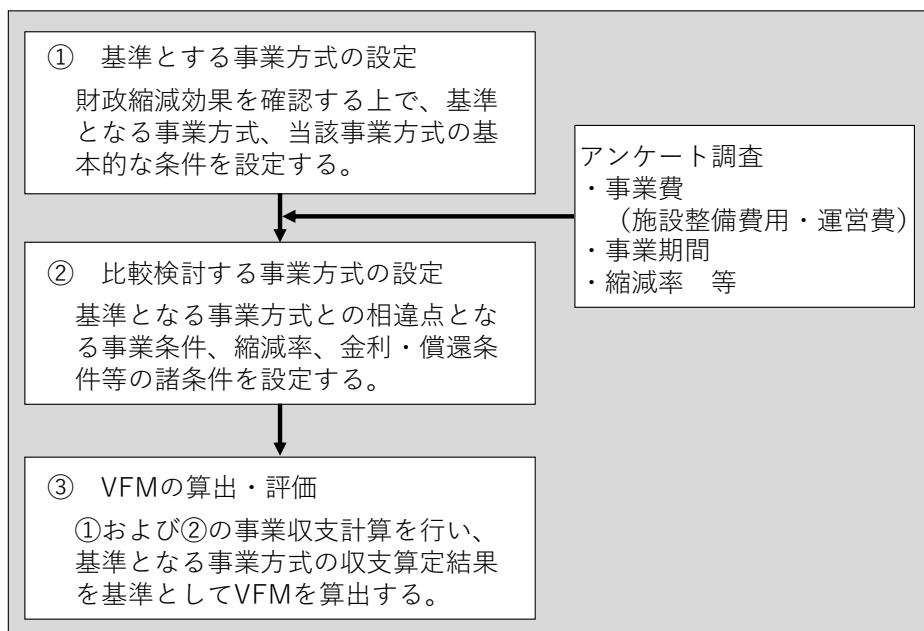 ① 基準とする事業方式の設定
財政縮減効果を確認する上で、基準
となる事業方式、当該事業方式の基
本的な条件を設定する。
アンケート調査
・事業費
（施設整備費用・運営費）
・事業期間
・縮減率 等
② 比較検討する事業方式の設定
基準となる事業方式との相違点とな
る事業条件、縮減率、金利・償還条
件等の諸条件を設定する。
③ VFMの算出・評価
①および②の事業収支計算を行い、
基準となる事業方式の収支算定結果
を基準としてVFMを算出する。